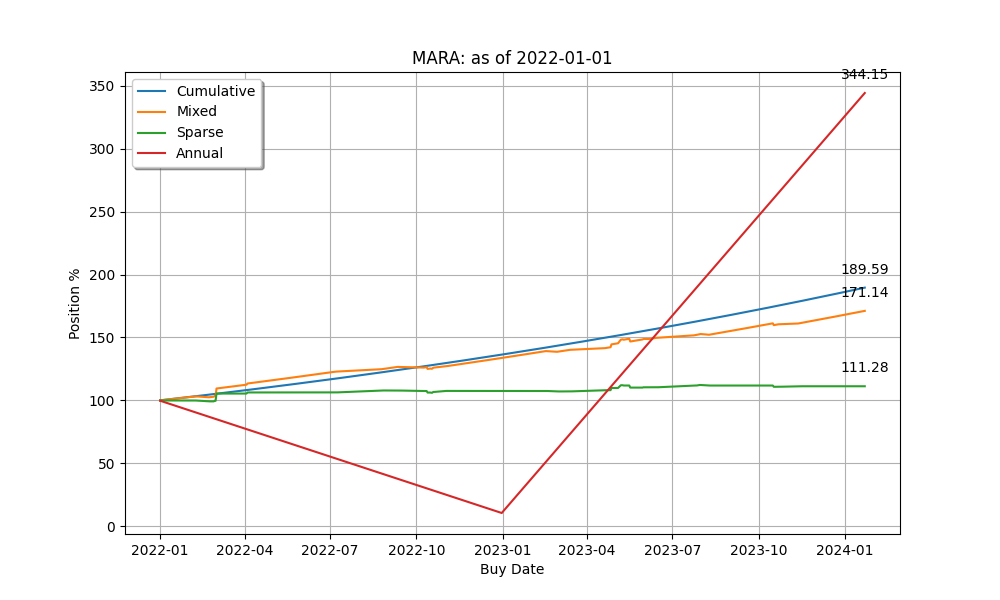 MARA: as of 2022-01-01
344.15
350
Cumulative
Mixed
300
Sparse
Annual
250
200
189.59
171.14
150
111.28
100
50
0
Position %
2022-01 2022-04 2022-07 2022-10 2023-01 2023-04 2023-07 2023-10 2024-01
Buy Date